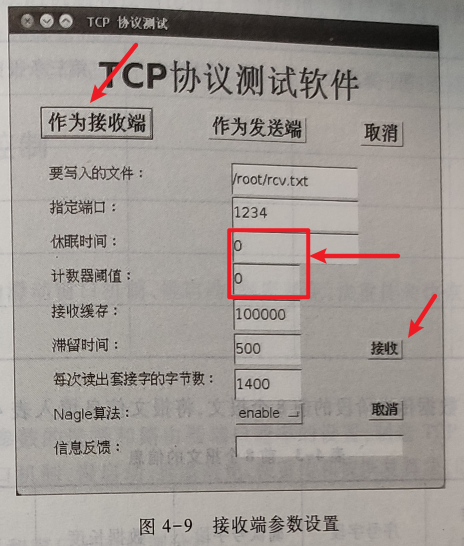 TCP 协议测试
TCP协议测试软件
作为接收端 作为发送端 取消
要写入的文件： /root/rcv.txt
指定端口： 1234
休眠时间： 0
计数器阈值： 0
接收缓存： 100000
滞留时间： 500 接收
每次读出套接字的字节数： 1400
Nagle算法： enable 取消
信息反馈：
图 4-9 接收端参数设置